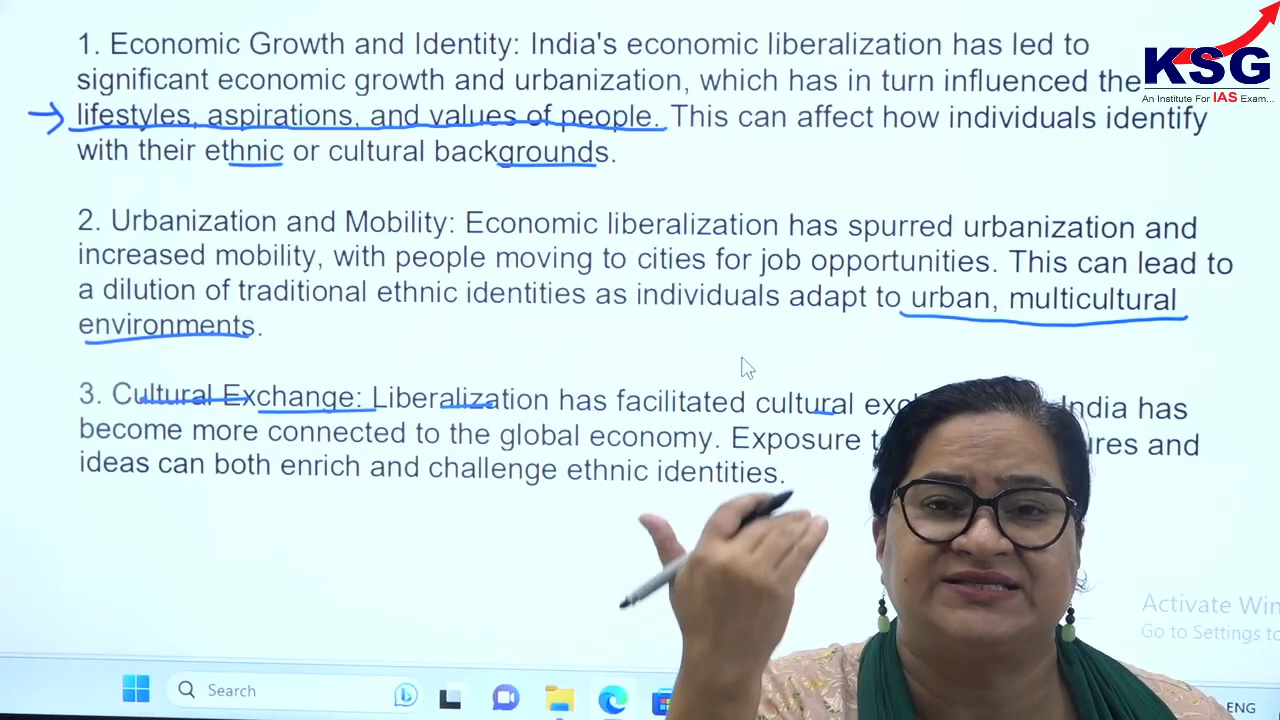 1. Economic Growth and Identity: India's economic liberalization has led to
significant economic growth and urbanization, which has in turn influenced the
lifestyles, aspirations, and values of people. This can affect how individuals identify
with their ethnic or cultural backgrounds.
2. Urbanization and Mobility: Economic liberalization has spurred urbanization and
increased mobility, with people moving to cities for job opportunities. This can lead to
a dilution of traditional ethnic identities as individuals adapt to urban, multicultural
environments.
3. Cultural Exchange: Liberalization has facilitated cultural India has
become more connected to the global economy. Exposure and
ideas can both enrich and challenge ethnic identities.
KSG
An Institute For IAS Exam...
Activate
Go to Settings
Search
ENG